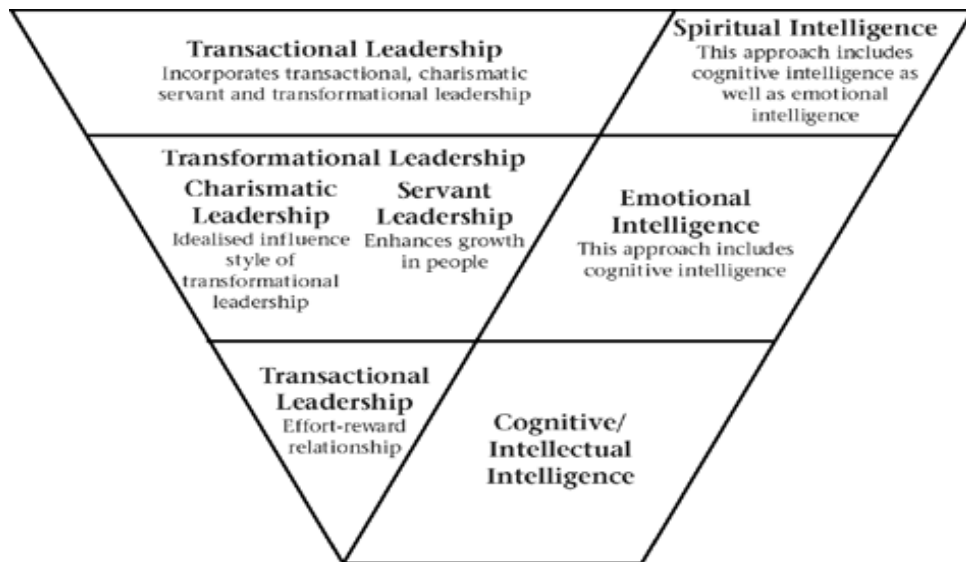 Transactional Leadership
Incorporates transactional, charismatic
servant and transformational leadership
Spiritual Intelligence
This approach includes
cognitive intelligence as
well as emotional
intelligence
Transformational Leadership
Charismatic
Leadership
Idealised influence
style of
transformational
leadership
Servant
Leadership
Enhances growth
in people
Emotional
Intelligence
This approach includes
cognitive intelligence
Transactional
Leadership
Effort-reward
relationship
Cognitive/
Intellectual
Intelligence